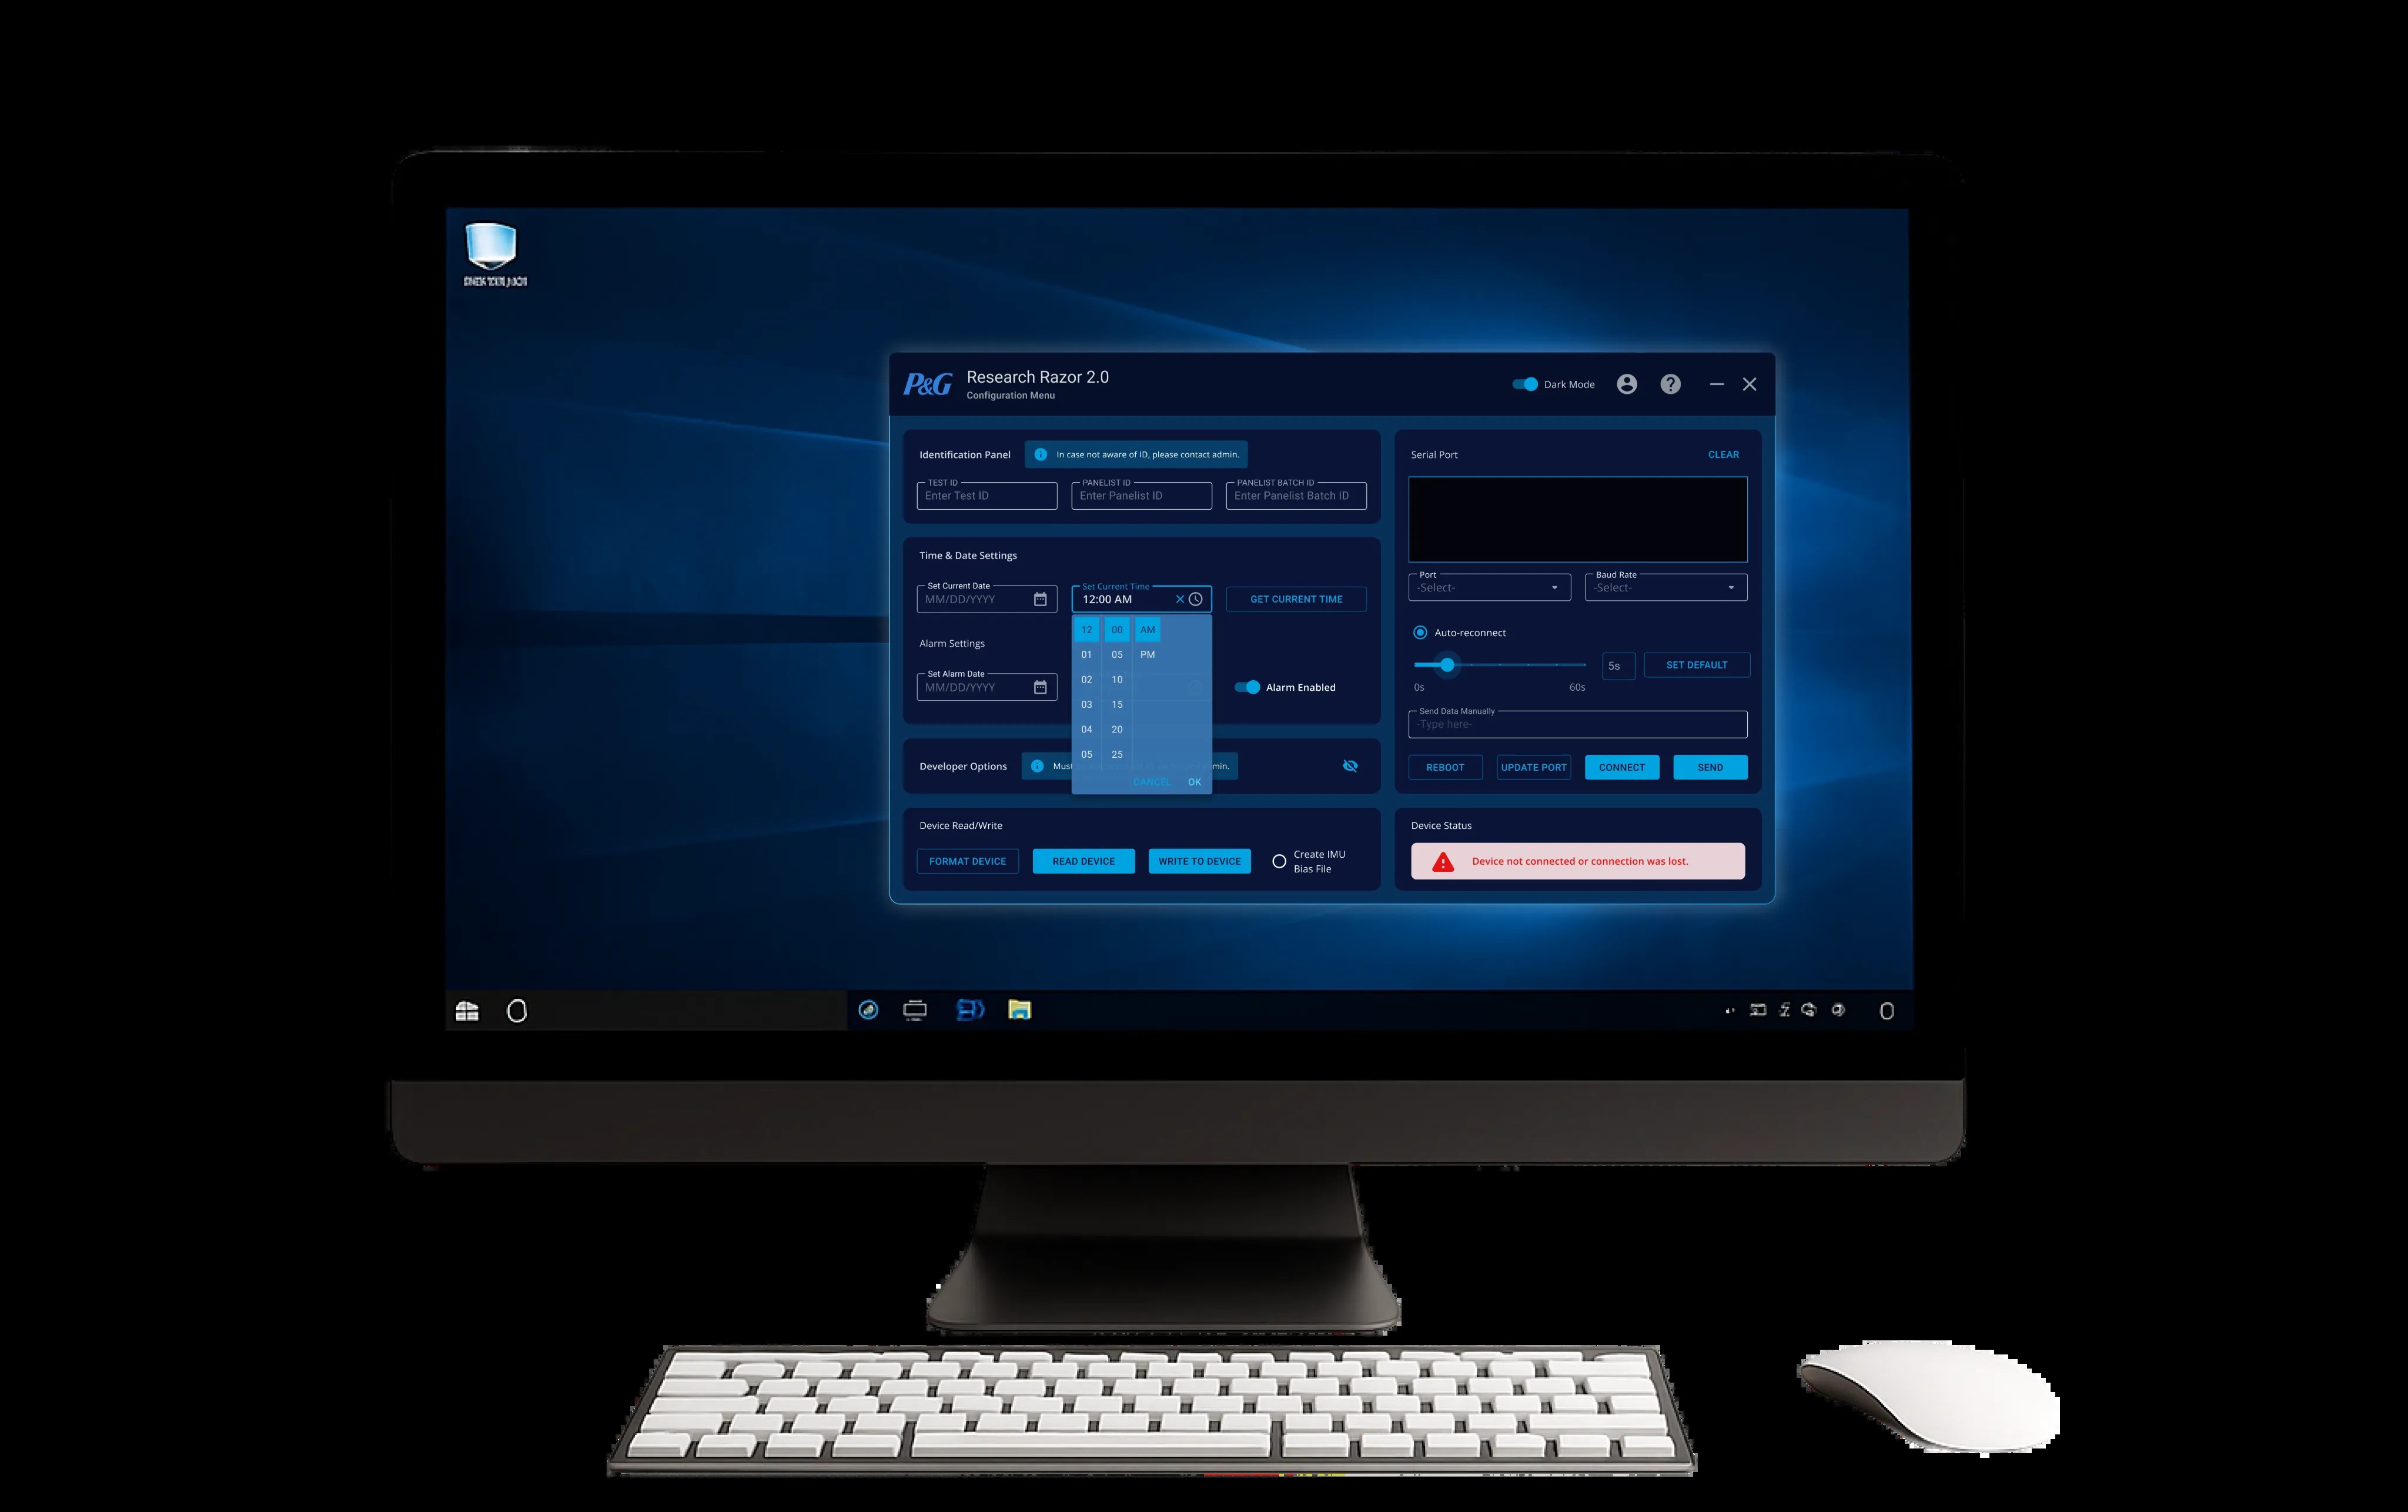 P&G
Research Razor 2.0
Configuration Menu
Dark Mode
Identification Panel
In case not aware of ID, please contact admin.
TEST ID
Enter Test ID
PANELIST ID
Enter Panelist ID
PANELIST BATCH ID
Enter Panelist Batch ID
Time & Date Settings
Set Current Date
MM/DD/YYYY
Set Current Time
12:00 AM
GET CURRENT TIME
12 00 AM
01 05 PM
02 10
03 15
04 20
05 25
CANCEL OK
Alarm Settings
Set Alarm Date
MM/DD/YYYY
Alarm Enabled
Developer Options
Must
min.
Device Read/Write
FORMAT DEVICE
READ DEVICE
WRITE TO DEVICE
Create IMU
Bias File
Serial Port
CLEAR
Port
-Select-
Baud Rate
-Select-
Auto-reconnect
5s
SET DEFAULT
0s
60s
Send Data Manually
-Type here-
REBOOT
UPDATE PORT
CONNECT
SEND
Device Status
Device not connected or connection was lost.